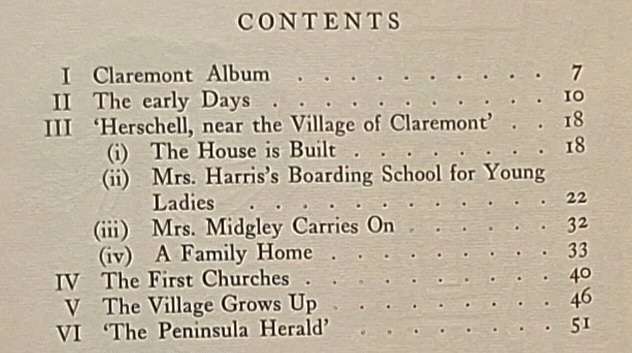 CONTENTS
I Claremont Album . . . . . . . . . . 7
II The early Days . . . . . . . . . . . 10
III ‘Herschell, near the Village of Claremont’ . . 18
(i) The House is Built . . . . . . . . 18
(ii) Mrs. Harris’s Boarding School for Young
Ladies . . . . . . . . . . . . 22
(iii) Mrs. Midgley Carries On . . . . . . 32
(iv) A Family Home . . . . . . . . . 33
IV The First Churches . . . . . . . . . . 40
V The Village Grows Up . . . . . . . . . 46
VI ‘The Peninsula Herald’ . . . . . . . . 51